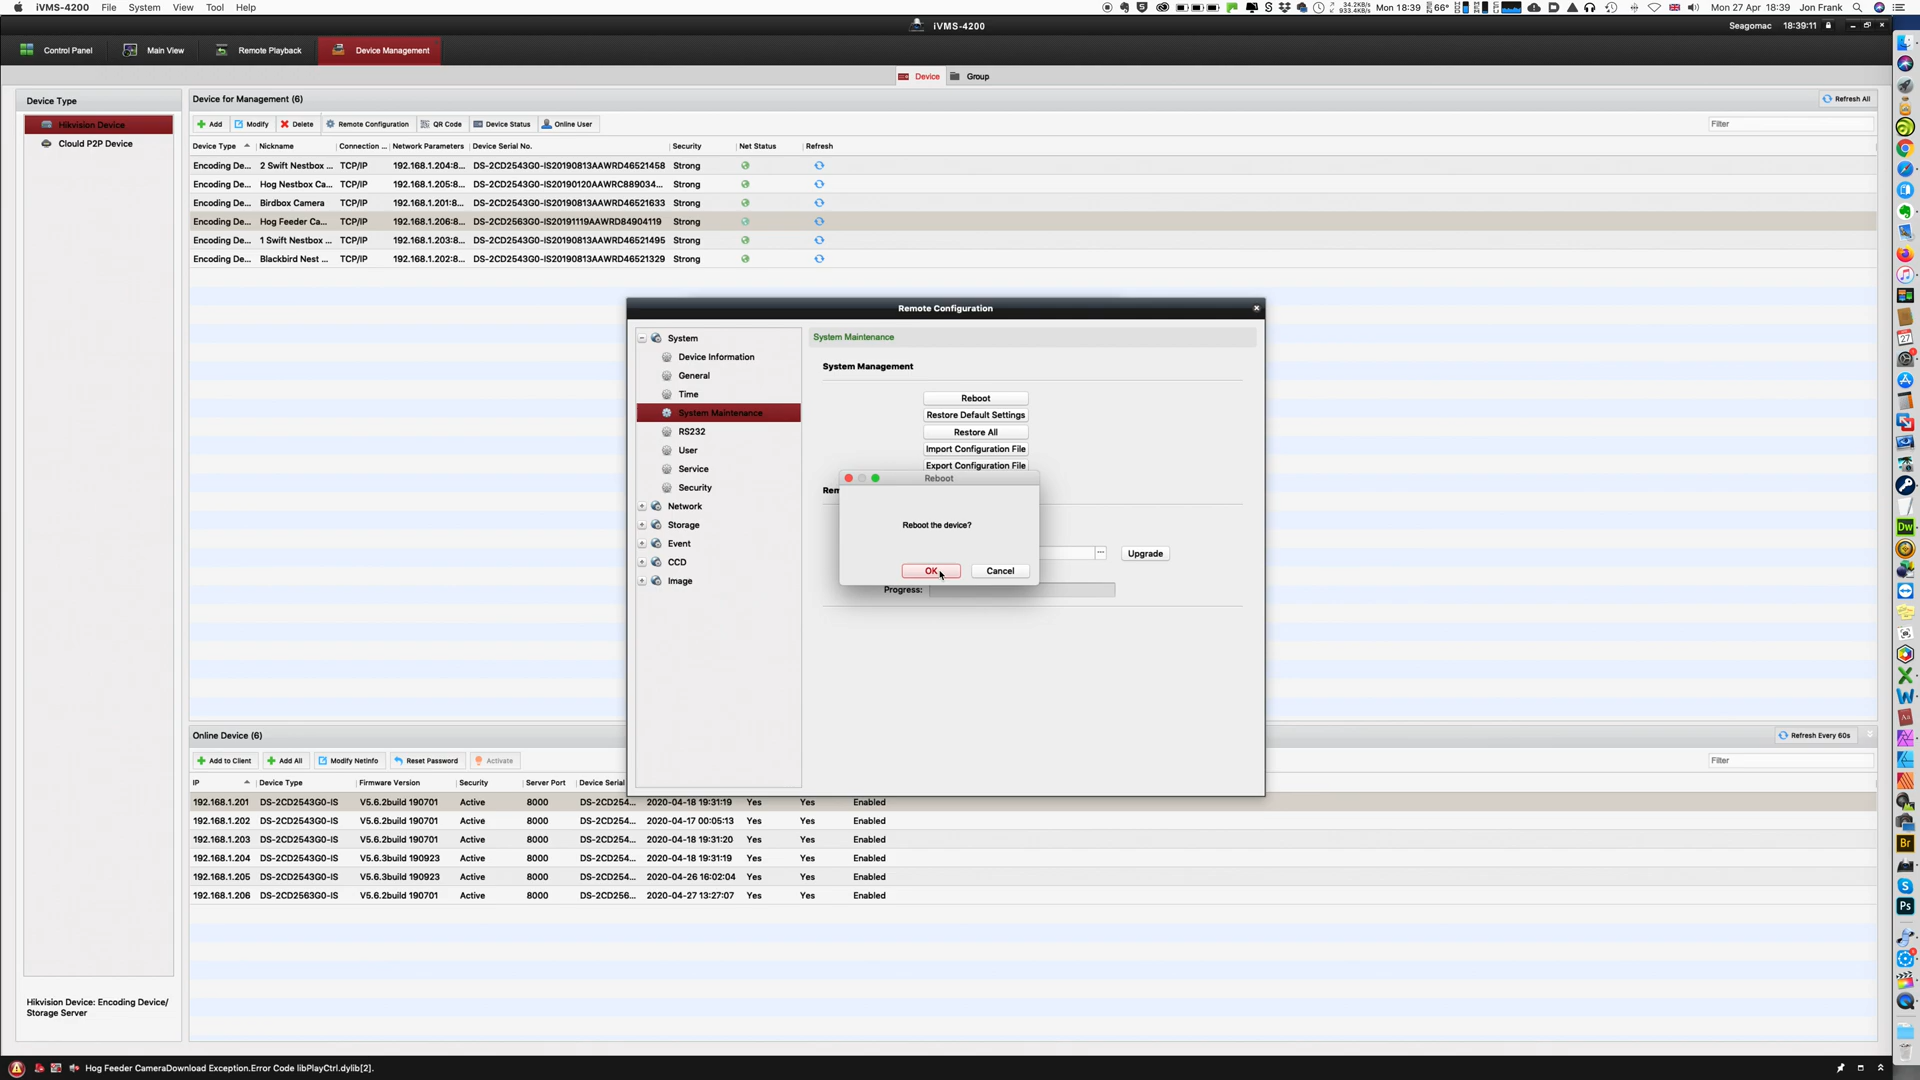 iVMS-4200 File System View Tool Help 34.2KB/s 933.4KB/s Mon 18:39 66° Mon 27 Apr 18:39 Jon Frank
iVMS-4200 Seagomac 18:39:11
Control Panel Main View Remote Playback Device Management
Device Group
Device Type
Hikvision Device
Clould P2P Device
Device for Management (6) Refresh All
Add Modify Delete Remote Configuration QR Code Device Status Online User Filter
Device Type Nickname Connection ... Network Parameters Device Serial No. Security Net Status Refresh
Encoding De... 2 Swift Nestbox ... TCP/IP 192.168.1.204:8... DS-2CD2543G0-IS20190813AAWRD46521458 Strong
Encoding De... Hog Nestbox Ca... TCP/IP 192.168.1.205:8... DS-2CD2543G0-IS20190120AAWRC889034... Strong
Encoding De... Birdbox Camera TCP/IP 192.168.1.201:8... DS-2CD2543G0-IS20190813AAWRD46521633 Strong
Encoding De... Hog Feeder Ca... TCP/IP 192.168.1.206:8... DS-2CD2563G0-IS20191119AAWRD84904119 Strong
Encoding De... 1 Swift Nestbox ... TCP/IP 192.168.1.203:8... DS-2CD2543G0-IS20190813AAWRD46521495 Strong
Encoding De... Blackbird Nest ... TCP/IP 192.168.1.202:8... DS-2CD2543G0-IS20190813AAWRD46521329 Strong
Remote Configuration
System
Device Information
General
Time
System Maintenance
RS232
User
Service
Security
Network
Storage
Event
CCD
Image
System Maintenance
System Management
Reboot
Restore Default Settings
Restore All
Import Configuration File
Export Configuration File
Rem
Reboot
Reboot the device?
OK Cancel
Upgrade
Progress:
Online Device (6) Refresh Every 60s
Add to Client Add All Modify Netinfo Reset Password Activate Filter
IP Device Type Firmware Version Security Server Port Device Serial
192.168.1.201 DS-2CD2543G0-IS V5.6.2build 190701 Active 8000 DS-2CD254... 2020-04-18 19:31:19 Yes Yes Enabled
192.168.1.202 DS-2CD2543G0-IS V5.6.2build 190701 Active 8000 DS-2CD254... 2020-04-17 00:05:13 Yes Yes Enabled
192.168.1.203 DS-2CD2543G0-IS V5.6.2build 190701 Active 8000 DS-2CD254... 2020-04-18 19:31:20 Yes Yes Enabled
192.168.1.204 DS-2CD2543G0-IS V5.6.3build 190923 Active 8000 DS-2CD254... 2020-04-18 19:31:19 Yes Yes Enabled
192.168.1.205 DS-2CD2543G0-IS V5.6.3build 190923 Active 8000 DS-2CD254... 2020-04-26 16:02:04 Yes Yes Enabled
192.168.1.206 DS-2CD2563G0-IS V5.6.2build 190701 Active 8000 DS-2CD256... 2020-04-27 13:27:07 Yes Yes Enabled
Hikvision Device: Encoding Device/
Storage Server
Hog Feeder CameraDownload Exception.Error Code libPlayCtrl.dylib[2].
27
Dw
Aa
Br
Ps